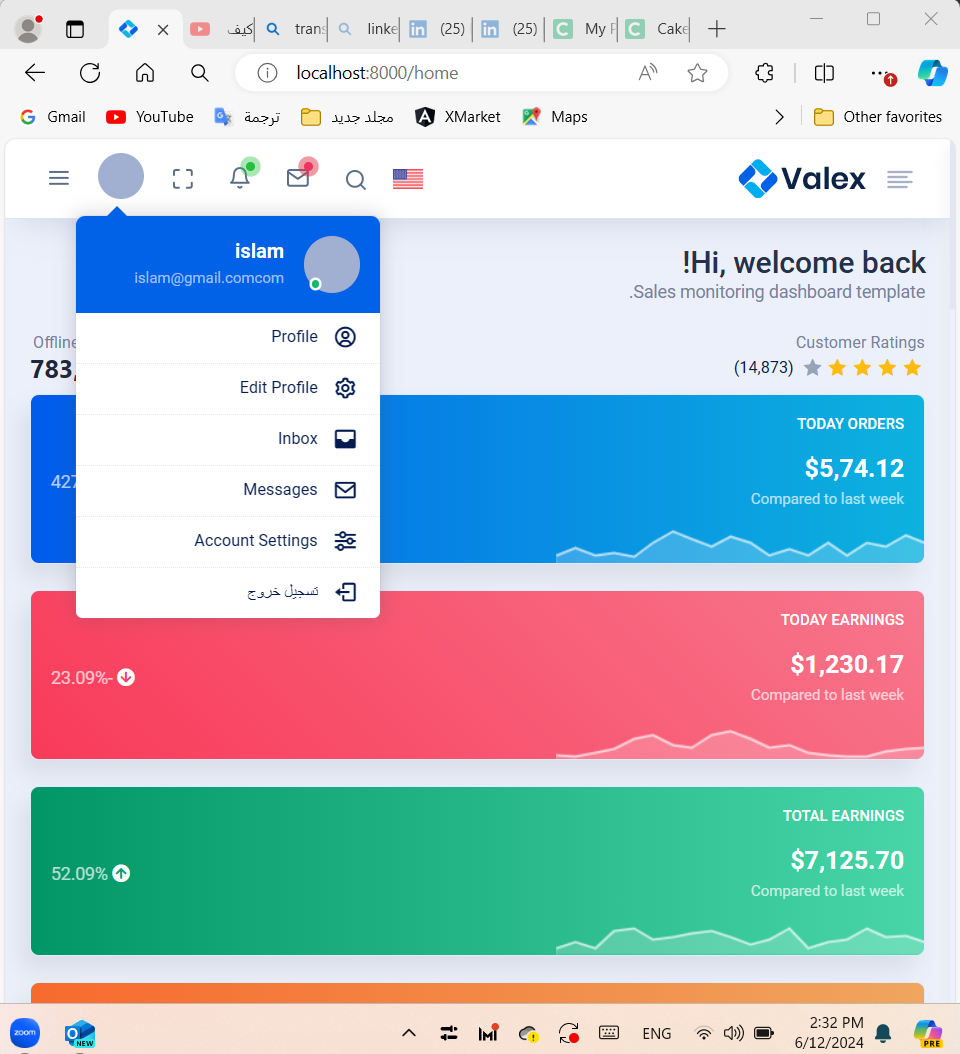 كيف
trans
linke
(25)
(25)
My P
Cake
localhost:8000/home
Gmail
YouTube
ترجمة
مجلد جديد
XMarket
Maps
Other favorites
Valex
islam
islam@gmail.comcom
Profile
Edit Profile
Inbox
Messages
Account Settings
تسجيل خروج
!Hi, welcome back
.Sales monitoring dashboard template
Customer Ratings
(14,873)
Offline
783,
TODAY ORDERS
$5,74.12
Compared to last week
427
TODAY EARNINGS
$1,230.17
Compared to last week
23.09%-
TOTAL EARNINGS
$7,125.70
Compared to last week
52.09%
zoom
NEW
ENG
2:32 PM
6/12/2024
PRE